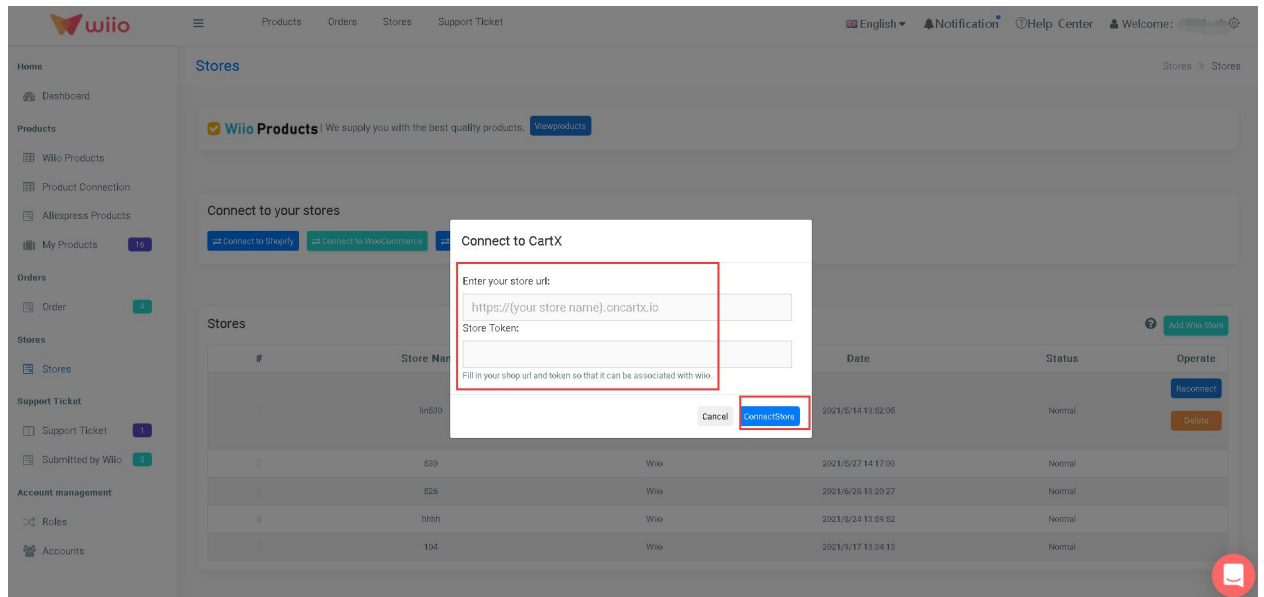 wiio
Products Orders Stores Support Ticket
English Notification Help Center Welcome:
Home
Dashboard
Products
Wiio Products
Product Connection
Aliexpress Products
My Products 16
Orders
Order 4
Stores
Stores
Support Ticket
Support Ticket 1
Submitted by Wiio 0
Account management
Roles
Accounts
Stores
Stores > Stores
Wiio Products | We supply you with the best quality products. Viewproducts
Connect to your stores
Connect to Shopify Connect to WooCommerce
Connect to CartX
Enter your store url:
https://{your store name}.oncartx.io
Store Token:
Fill in your shop url and token so that it can be associated with wiio.
Cancel ConnectStore
Stores
Add Wiio Store
# Store Nam Date Status Operate
1 lin530 2021/5/14 13:52:06 Normal Reconnect
Delete
2 589 Wiio 2021/5/27 14:17:03 Normal
3 526 Wiio 2021/6/28 13:29:27 Normal
4 hhhh Wiio 2021/8/24 13:59:52 Normal
5 104 Wiio 2021/9/17 13:34:13 Normal